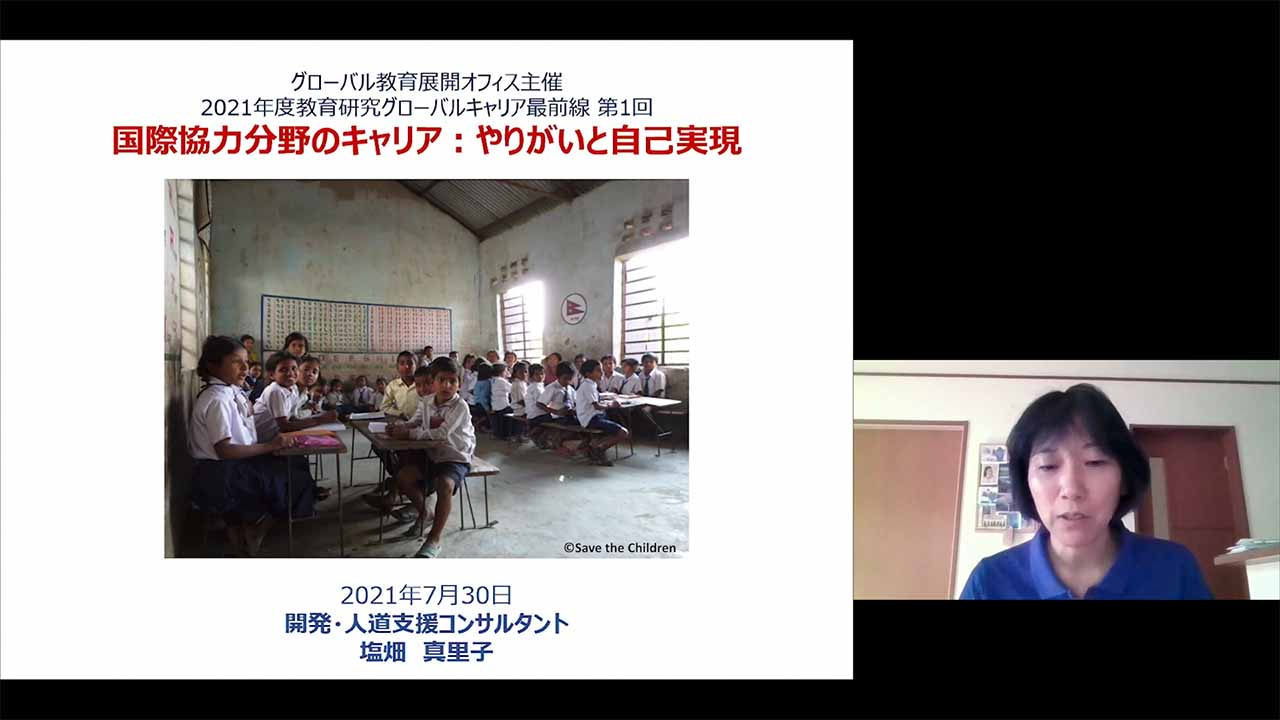 グローバル教育展開オフィス主催
2021年度教育研究グローバルキャリア最前線 第1回
国際協力分野のキャリア：やりがいと自己実現
©Save the Children
2021年7月30日
開発・人道支援コンサルタント
塩畑 真里子